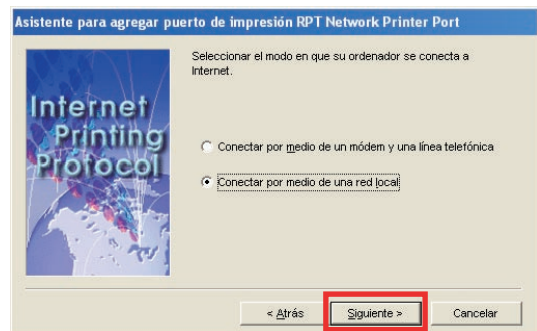 Asistente para agregar puerto de impresión RPT Network Printer Port
Seleccionar el modo en que su ordenador se conecta a
Internet.
Internet
Printing
Protocol
Conectar por medio de un módem y una línea telefónica
Conectar por medio de una red local
< Atrás
Siguiente >
Cancelar